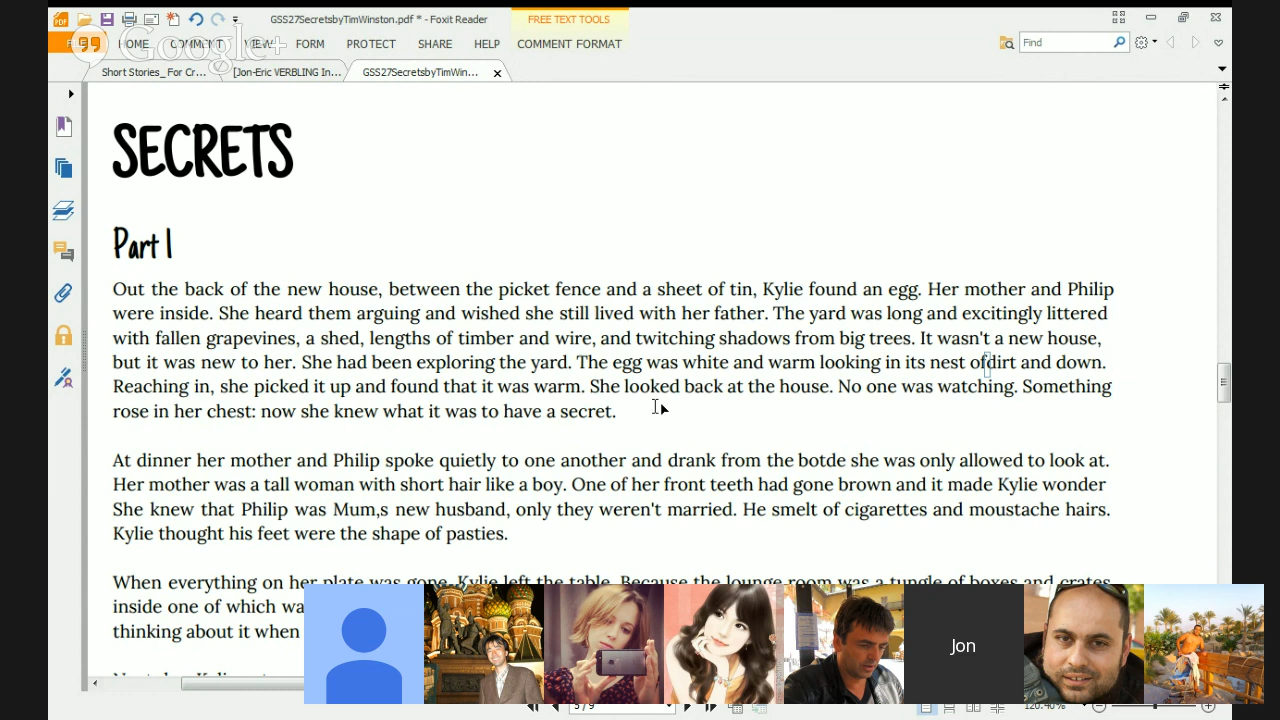 GSS27SecretsbyTimWinston.pdf * - Foxit Reader
FREE TEXT TOOLS
Google+
HOME COMMENT VIEW FORM PROTECT SHARE HELP COMMENT FORMAT
Find
Short Stories_ For Cr... [Jon-Eric VERBLING In... GSS27SecretsbyTimWin...
SECRETS
Part 1
Out the back of the new house, between the picket fence and a sheet of tin, Kylie found an egg. Her mother and Philip
were inside. She heard them arguing and wished she still lived with her father. The yard was long and excitingly littered
with fallen grapevines, a shed, lengths of timber and wire, and twitching shadows from big trees. It wasn't a new house,
but it was new to her. She had been exploring the yard. The egg was white and warm looking in its nest of dirt and down.
Reaching in, she picked it up and found that it was warm. She looked back at the house. No one was watching. Something
rose in her chest: now she knew what it was to have a secret.
At dinner her mother and Philip spoke quietly to one another and drank from the botde she was only allowed to look at.
Her mother was a tall woman with short hair like a boy. One of her front teeth had gone brown and it made Kylie wonder
She knew that Philip was Mum,s new husband, only they weren't married. He smelt of cigarettes and moustache hairs.
Kylie thought his feet were the shape of pasties.
When everything on her plate was gone, Kylie left the table. Because the lounge room was a tungle of boxes and crates
inside one of which wa
thinking about it when
Jon
5 / 9
120.40%